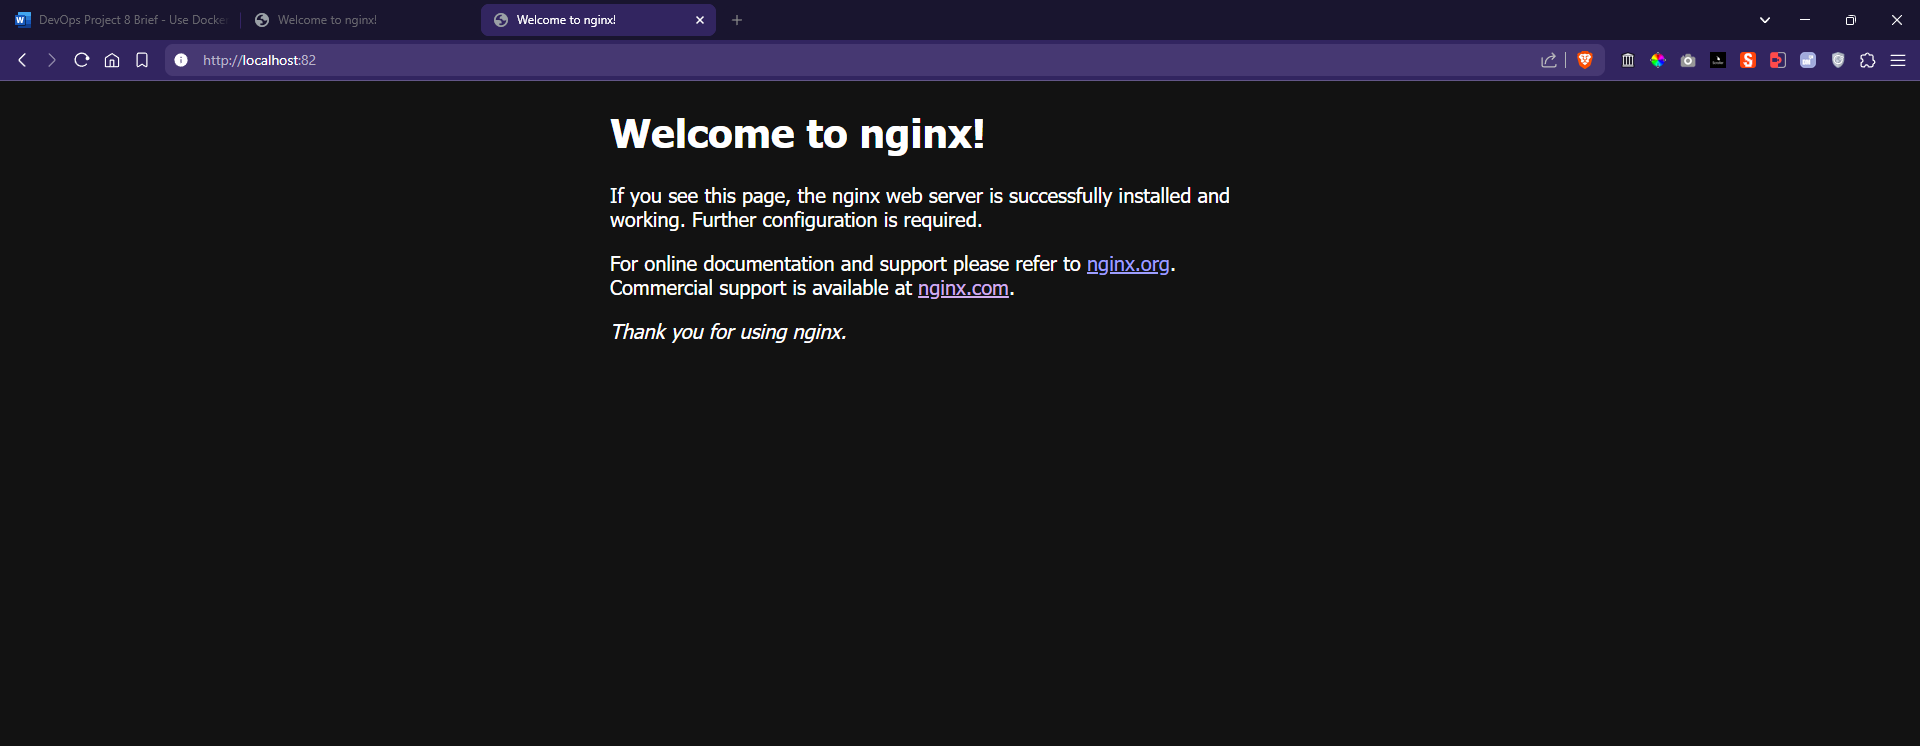 DevOps Project 8 Brief - Use Docke
Welcome to nginx!
Welcome to nginx!
http://localhost:82
Welcome to nginx!
If you see this page, the nginx web server is successfully installed and
working. Further configuration is required.
For online documentation and support please refer to nginx.org.
Commercial support is available at nginx.com.
Thank you for using nginx.